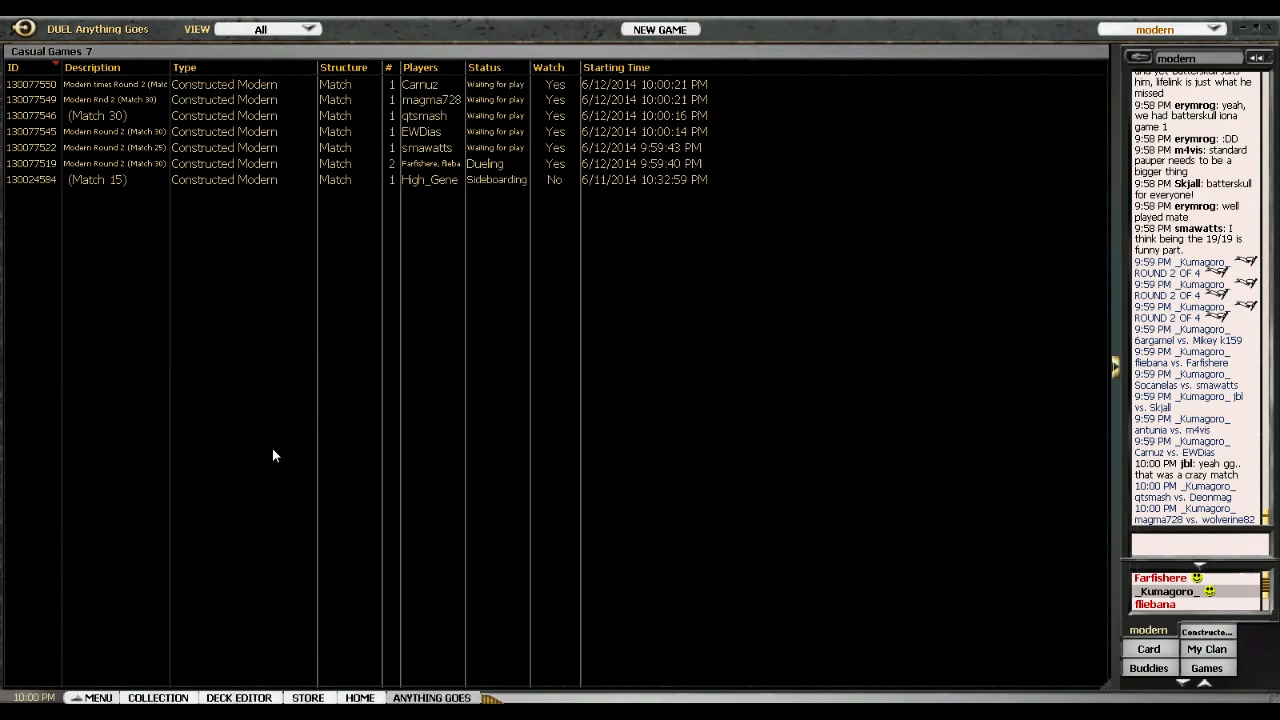 DUEL Anything Goes VIEW All NEW GAME modern
Casual Games 7
ID Description Type Structure # Players Status Watch Starting Time
130077550 Modern times Round 2 (Matc Constructed Modern Match 1 Carnuz Waiting for play Yes 6/12/2014 10:00:21 PM
130077549 Modern Rnd 2 (Match 30) Constructed Modern Match 1 magma728 Waiting for play Yes 6/12/2014 10:00:21 PM
130077546 (Match 30) Constructed Modern Match 1 qtsmash Waiting for play Yes 6/12/2014 10:00:16 PM
130077545 Modern Round 2 (Match 30) Constructed Modern Match 1 EWDias Waiting for play Yes 6/12/2014 10:00:14 PM
130077522 Modern Round 2 (Match 25) Constructed Modern Match 1 smawatts Waiting for play Yes 6/12/2014 9:59:43 PM
130077519 Modern Round 2 (Match 30) Constructed Modern Match 2 Farfishere, flieba Dueling Yes 6/12/2014 9:59:40 PM
130024584 (Match 15) Constructed Modern Match 1 High_Gene Sideboarding No 6/11/2014 10:32:59 PM
modern
him, lifelink is just what he
missed
9:58 PM erymrog: yeah,
we had batterskull iona
game 1
9:58 PM erymrog: :DD
9:58 PM m4vis: standard
pauper needs to be a
bigger thing
9:58 PM Skjall: batterskull
for everyone!
9:58 PM erymrog: well
played mate
9:58 PM smawatts: I
think being the 19/19 is
funny part.
9:59 PM _Kumagoro_
ROUND 2 OF 4
9:59 PM _Kumagoro_
ROUND 2 OF 4
9:59 PM _Kumagoro_
ROUND 2 OF 4
9:59 PM _Kumagoro_
6argamel vs. Mikey k159
9:59 PM _Kumagoro_
fliebana vs. Farfishere
9:59 PM _Kumagoro_
Socanelas vs. smawatts
9:59 PM _Kumagoro_ jbl
vs. Skjall
9:59 PM _Kumagoro_
antunia vs. m4vis
9:59 PM _Kumagoro_
Carnuz vs. EWDias
10:00 PM jbl: yeah gg..
that was a crazy match
10:00 PM _Kumagoro_
qtsmash vs. Deonmag
10:00 PM _Kumagoro_
magma728 vs. wolverine82
Farfishere
_Kumagoro_
fliebana
modern Constructe...
Card My Clan
Buddies Games
10:00 PM MENU COLLECTION DECK EDITOR STORE HOME ANYTHING GOES